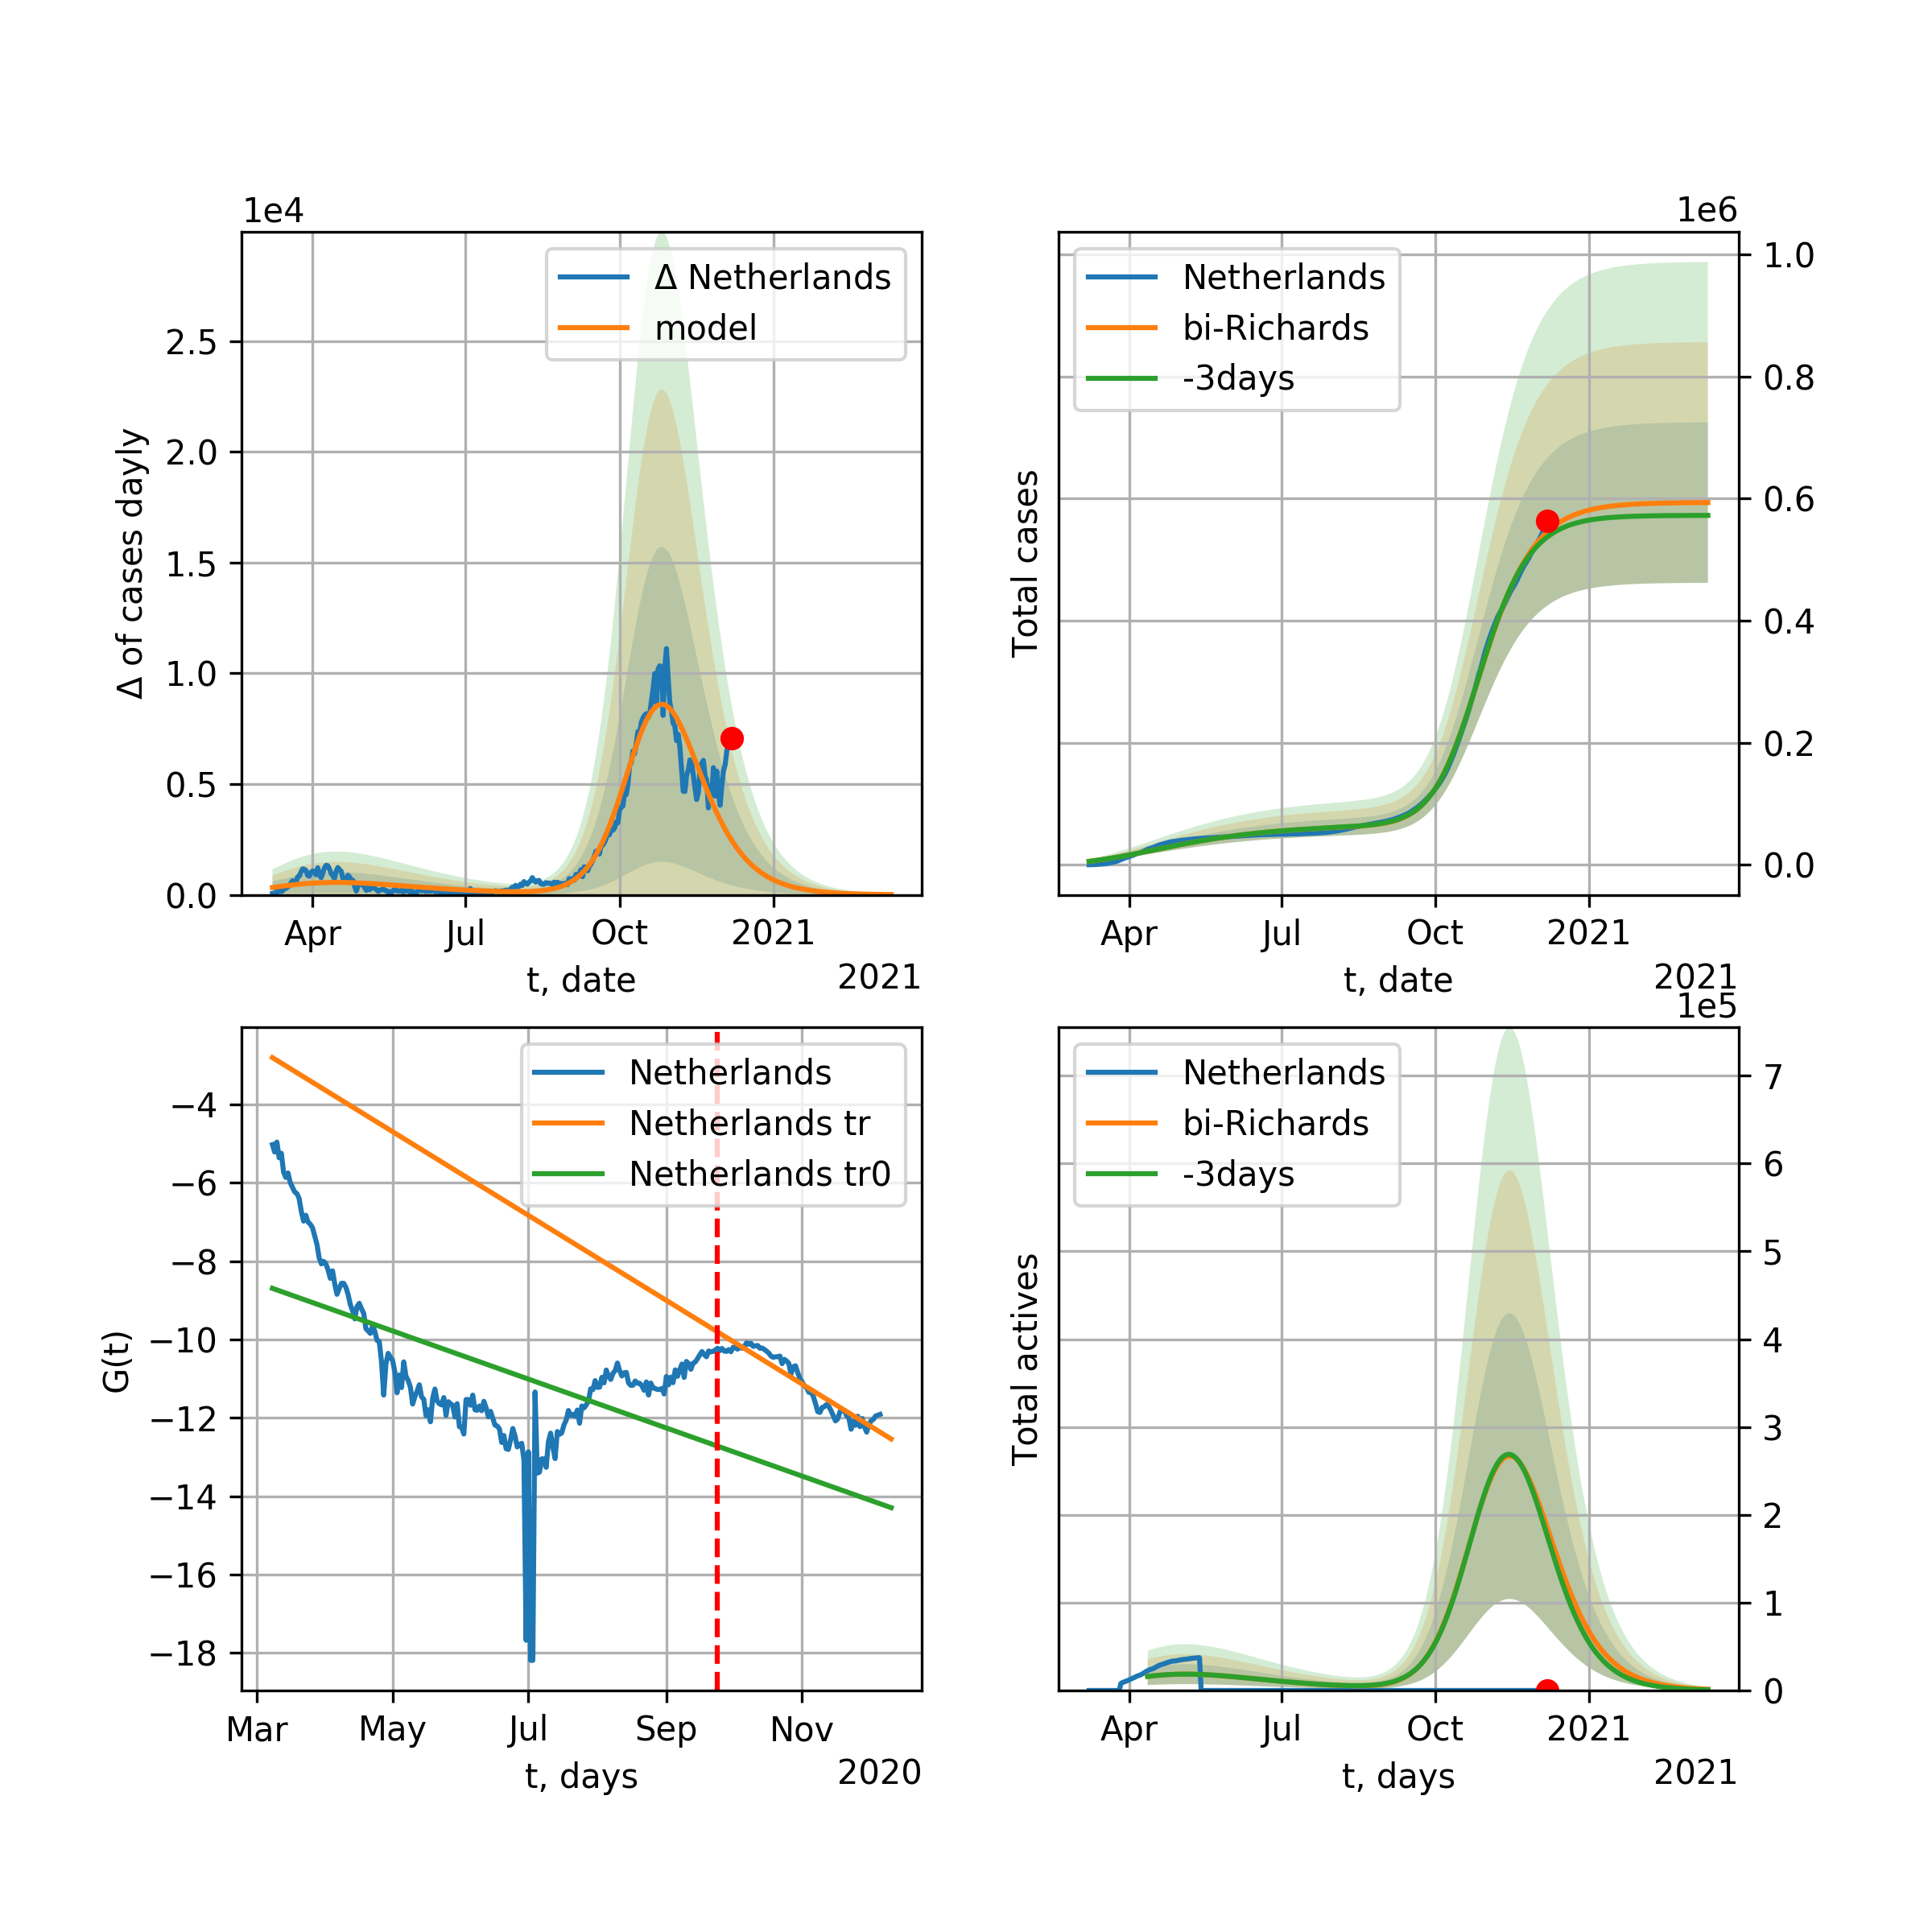 1e4
Δ Netherlands
model
2.5
2.0
1.5
1.0
0.5
0.0
Δ of cases dayly
Apr
Jul
Oct
2021
t, date
2021
1e6
Netherlands
bi-Richards
-3days
1.0
0.8
0.6
0.4
0.2
0.0
Total cases
Apr
Jul
Oct
2021
t, date
2021
Netherlands
Netherlands tr
Netherlands tr0
−4
−6
−8
−10
−12
−14
−16
−18
G(t)
Mar
May
Jul
Sep
Nov
t, days
2020
1e5
Netherlands
bi-Richards
-3days
7
6
5
4
3
2
1
0
Total actives
Apr
Jul
Oct
2021
t, days
2021